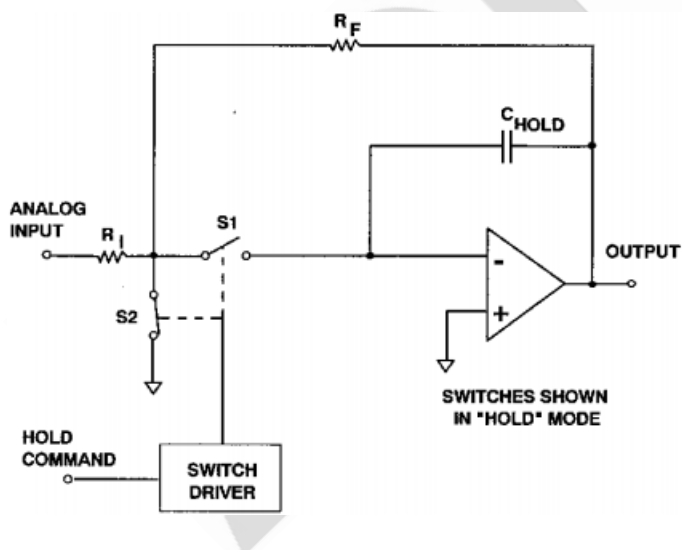 R F
C HOLD
ANALOG
INPUT
R I
S1
OUTPUT
-
+
S2
SWITCHES SHOWN
IN "HOLD" MODE
HOLD
COMMAND
SWITCH
DRIVER